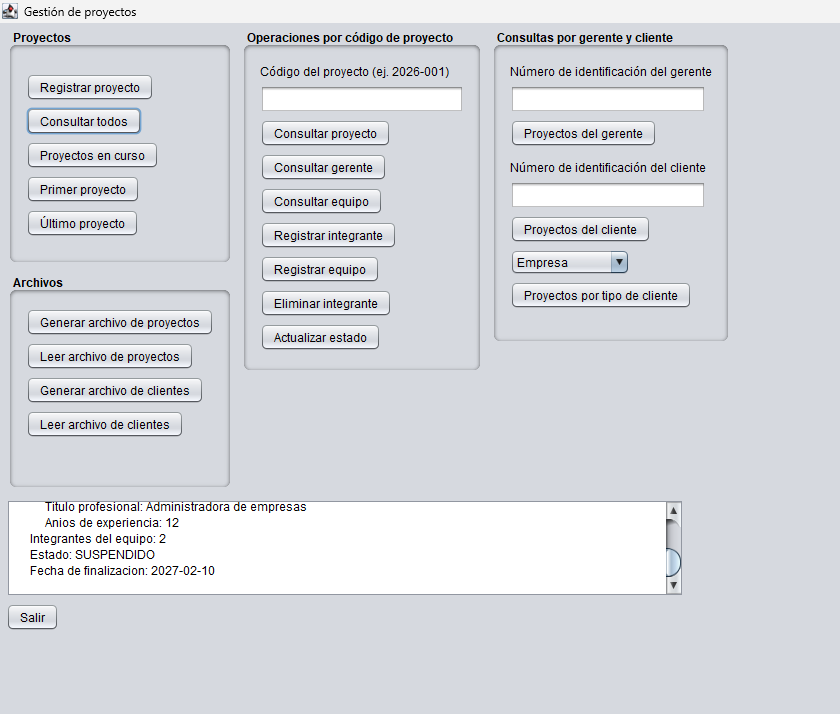 Gestión de proyectos
Proyectos
Registrar proyecto
Consultar todos
Proyectos en curso
Primer proyecto
Último proyecto
Archivos
Generar archivo de proyectos
Leer archivo de proyectos
Generar archivo de clientes
Leer archivo de clientes
Operaciones por código de proyecto
Código del proyecto (ej. 2026-001)
Consultar proyecto
Consultar gerente
Consultar equipo
Registrar integrante
Registrar equipo
Eliminar integrante
Actualizar estado
Consultas por gerente y cliente
Número de identificación del gerente
Proyectos del gerente
Número de identificación del cliente
Proyectos del cliente
Empresa
Proyectos por tipo de cliente
Titulo profesional: Administradora de empresas
Anios de experiencia: 12
Integrantes del equipo: 2
Estado: SUSPENDIDO
Fecha de finalizacion: 2027-02-10
Salir